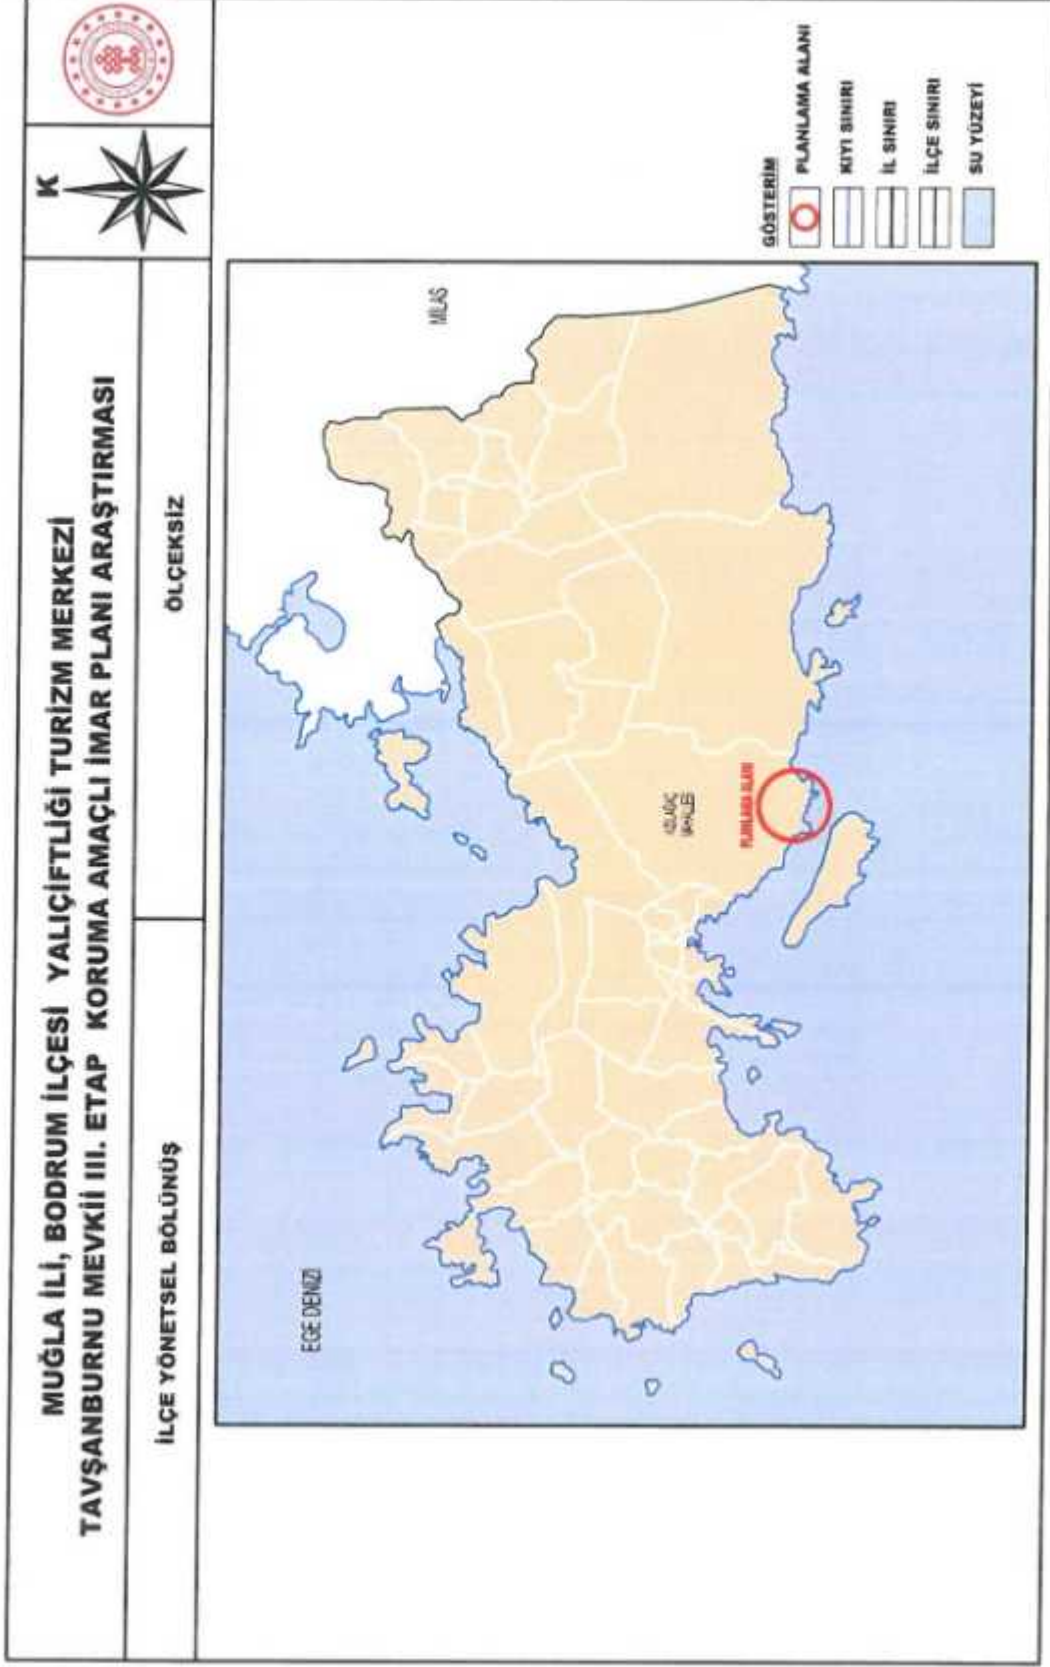 MUĞLA İLİ, BODRUM İLÇESİ YALIÇİFTLİĞİ TURİZM MERKEZİ
TAVŞANBURNU MEVKİİ III. ETAP KORUMA AMAÇLI İMAR PLANI ARAŞTIRMASI
K
İLÇE YÖNETSEL BÖLÜNÜŞ
ÖLÇEKSİZ
EGE DENİZİ
MİLAS
MAHALLESİ
PLANLAMA ALANI
GÖSTERİM
PLANLAMA ALANI
KIYI SINIRI
İL SINIRI
İLÇE SINIRI
SU YÜZEYİ